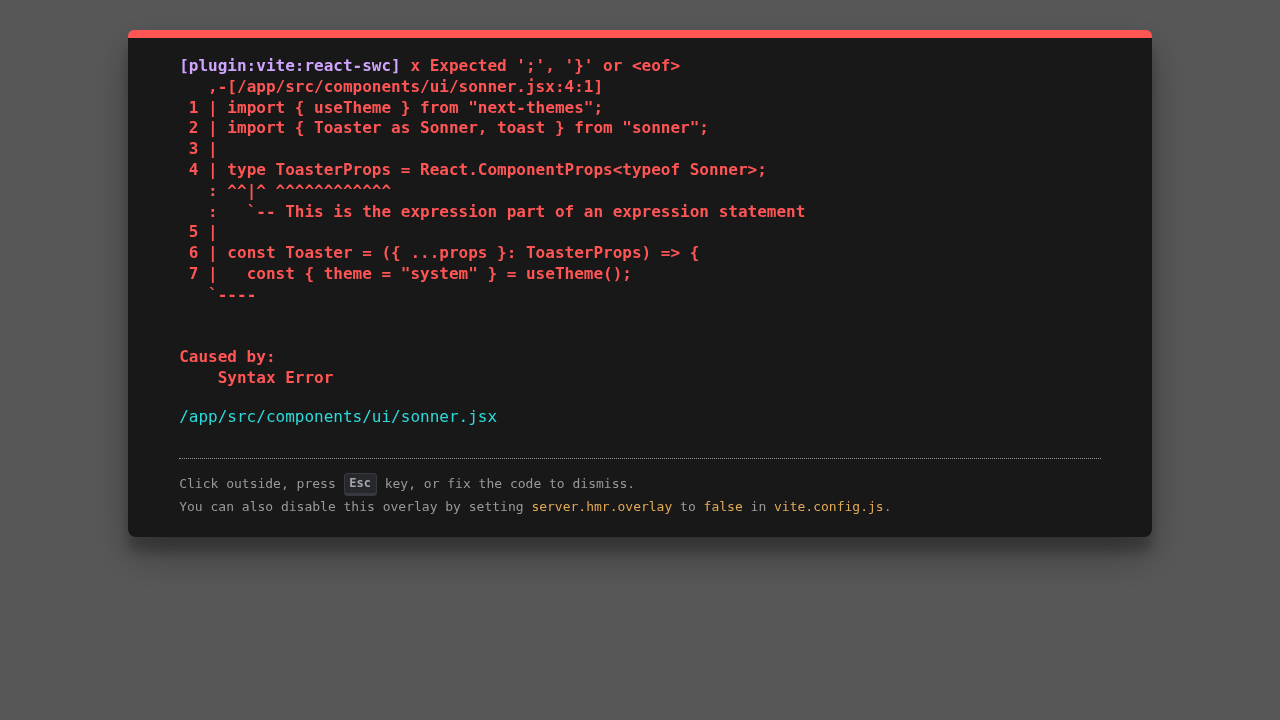 [plugin:vite:react-swc] x Expected ';', '}' or <eof>
   ,-[/app/src/components/ui/sonner.jsx:4:1]
 1 | import { useTheme } from "next-themes";
 2 | import { Toaster as Sonner, toast } from "sonner";
 3 |
 4 | type ToasterProps = React.ComponentProps<typeof Sonner>;
   : ^^|^ ^^^^^^^^^^^^
   :   `-- This is the expression part of an expression statement
 5 |
 6 | const Toaster = ({ ...props }: ToasterProps) => {
 7 |   const { theme = "system" } = useTheme();
   `----
Caused by:
    Syntax Error
/app/src/components/ui/sonner.jsx
Click outside, press Esc key, or fix the code to dismiss.
You can also disable this overlay by setting server.hmr.overlay to false in vite.config.js.